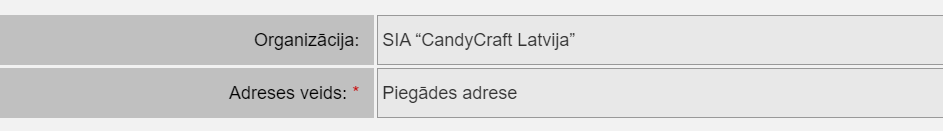 Organizācija: SIA “CandyCraft Latvija”
Adreses veids: * Piegādes adrese